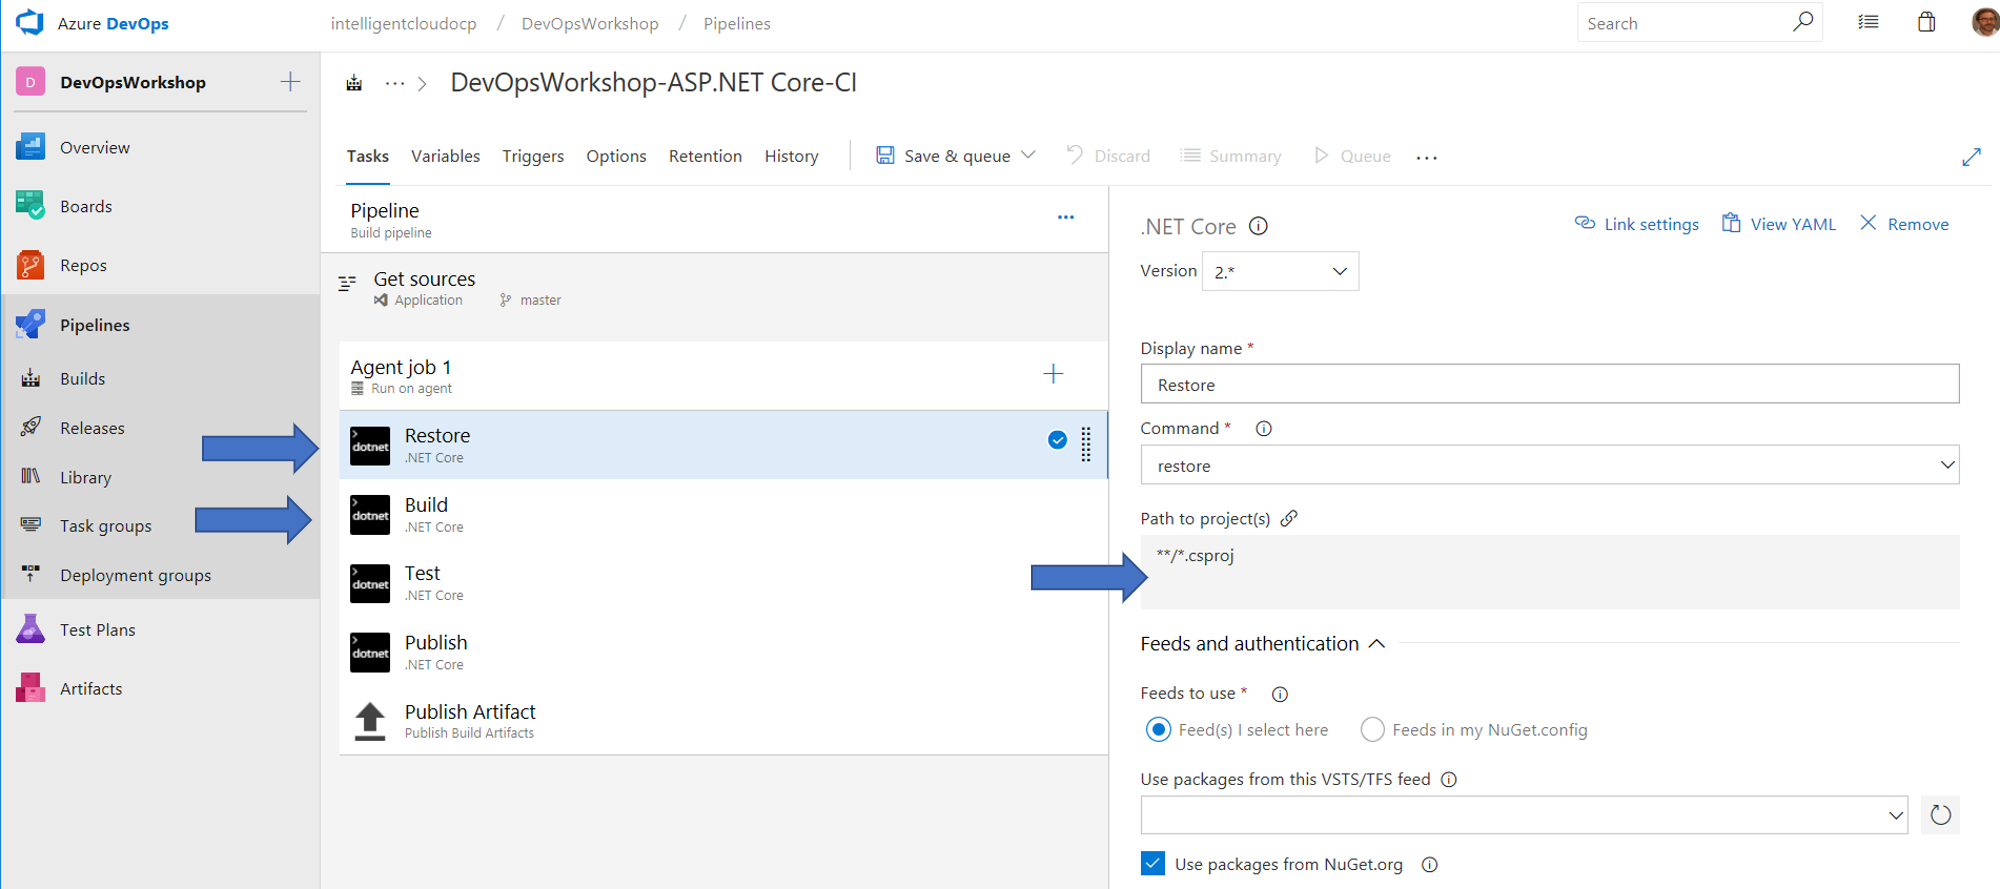 Azure DevOps
intelligentcloudocp / DevOpsWorkshop / Pipelines
Search
D
DevOpsWorkshop
Overview
Boards
Repos
Pipelines
Builds
Releases
Library
Task groups
Deployment groups
Test Plans
Artifacts
DevOpsWorkshop-ASP.NET Core-CI
Tasks
Variables
Triggers
Options
Retention
History
Save & queue
Discard
Summary
Queue
Pipeline
Build pipeline
Get sources
Application
master
Agent job 1
Run on agent
dotnet
Restore
.NET Core
dotnet
Build
.NET Core
dotnet
Test
.NET Core
dotnet
Publish
.NET Core
Publish Artifact
Publish Build Artifacts
.NET Core
Link settings
View YAML
Remove
Version
2.*
Display name *
Restore
Command *
restore
Path to project(s)
**/*.csproj
Feeds and authentication
Feeds to use *
Feed(s) I select here
Feeds in my NuGet.config
Use packages from this VSTS/TFS feed
Use packages from NuGet.org